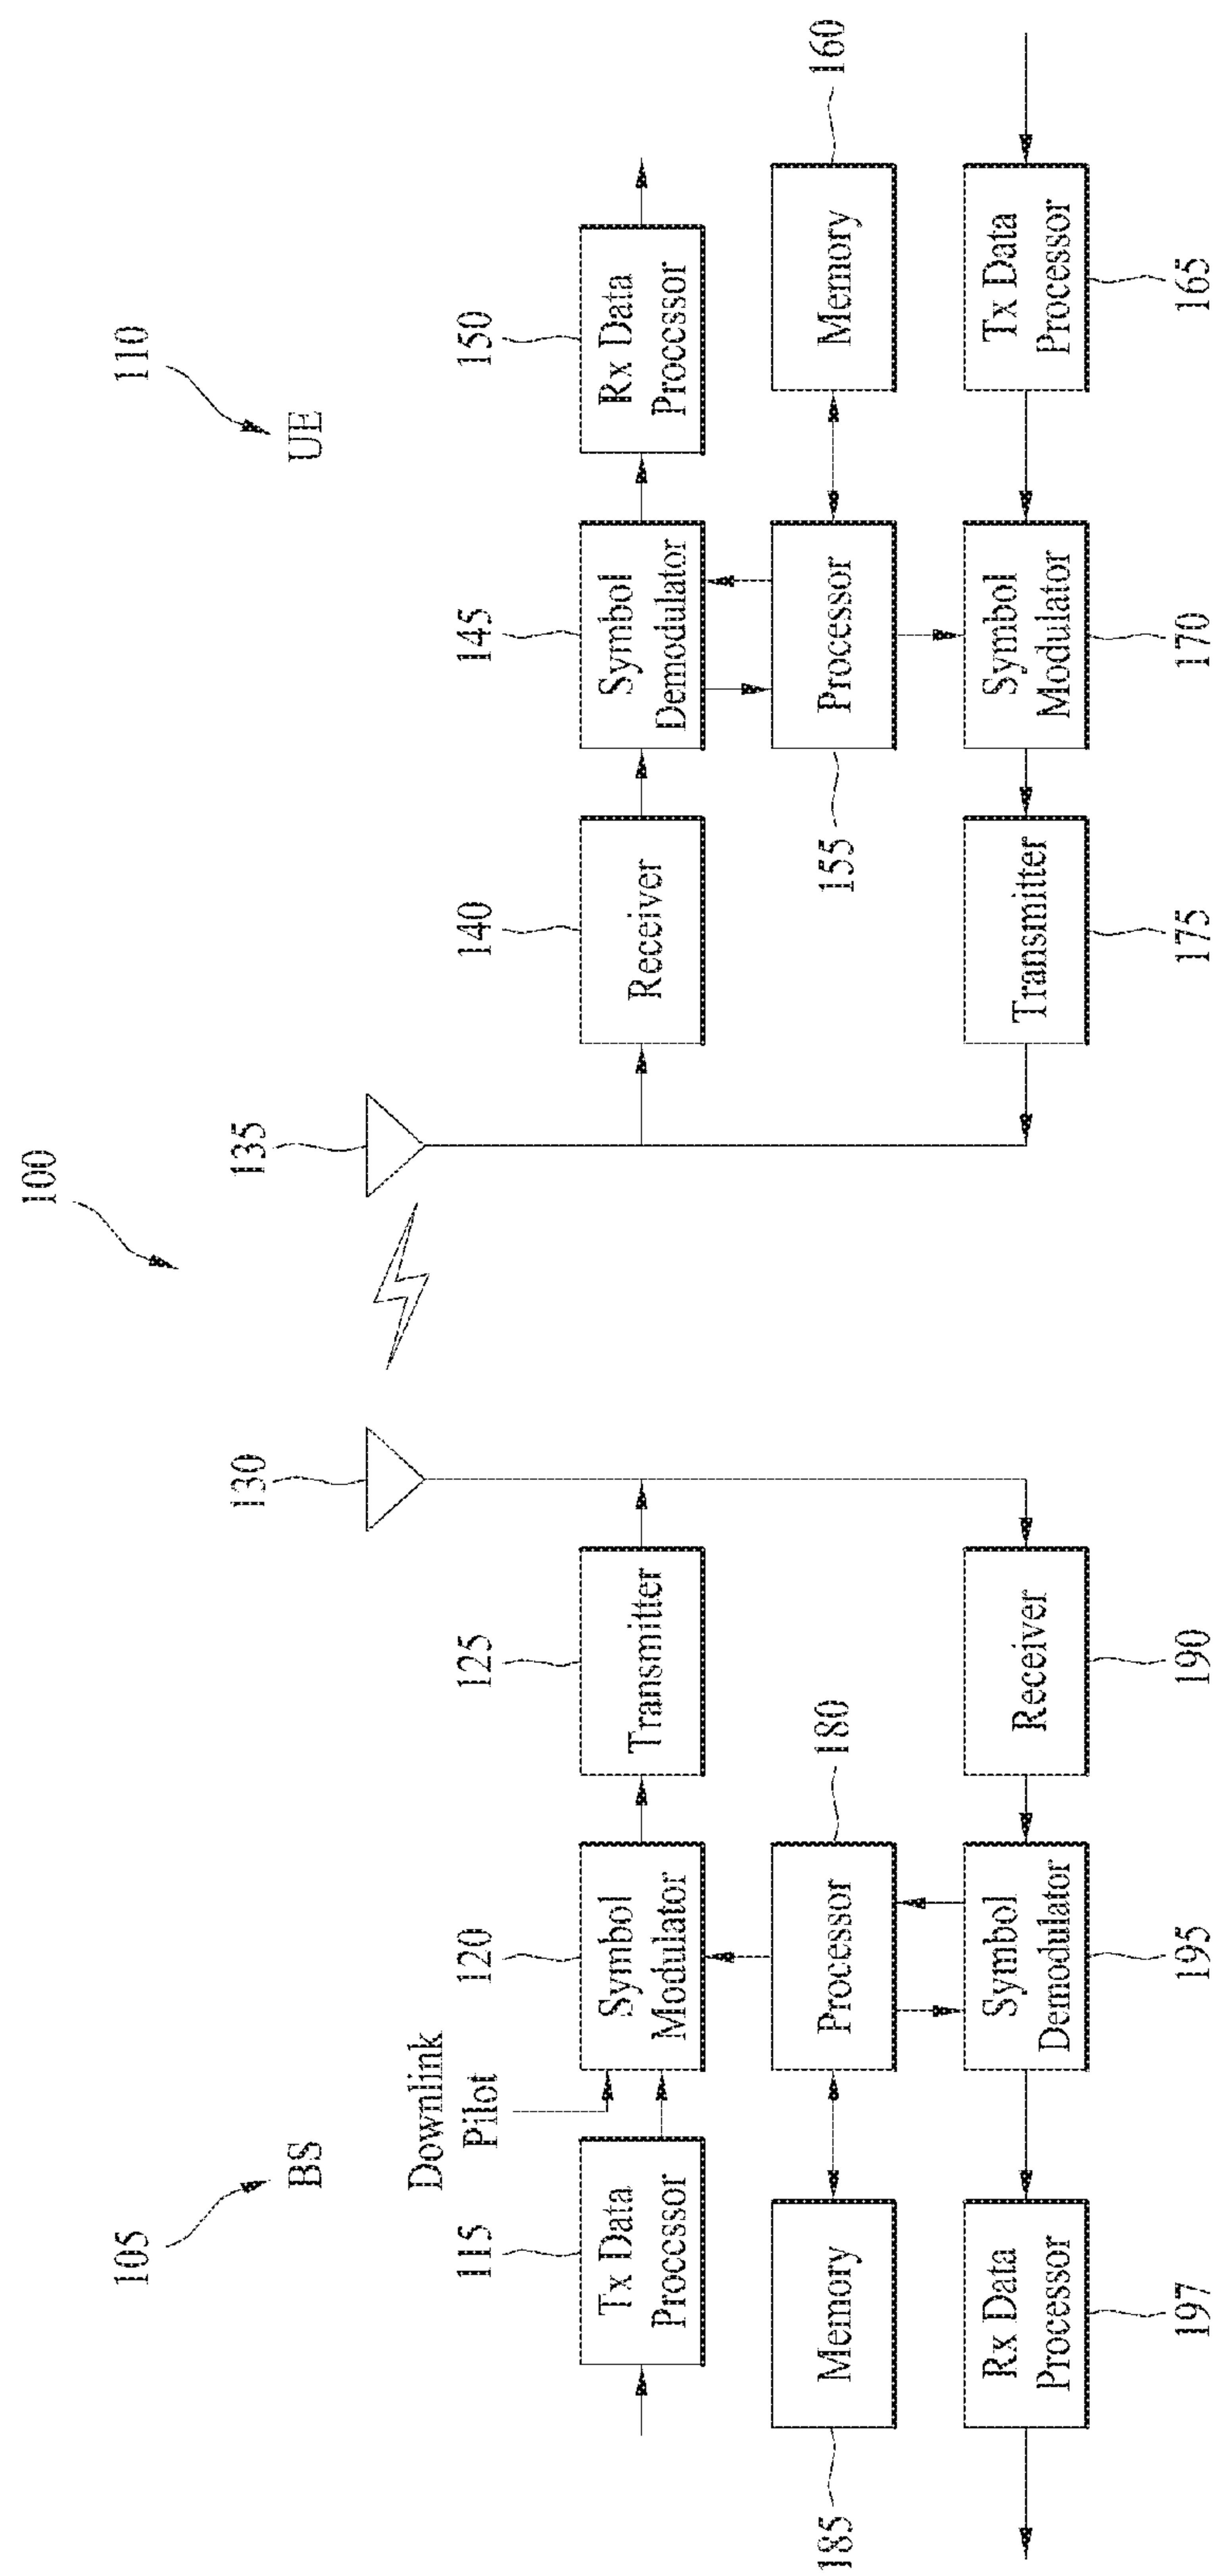 100
105
BS
110
UE
130
135
Downlink
Pilot
115
120
125
140
145
150
Tx Data
Processor
Symbol
Modulator
Transmitter
Receiver
Symbol
Demodulator
Rx Data
Processor
180
160
Memory
Processor
Processor
Memory
185
155
Rx Data
Processor
Symbol
Demodulator
Receiver
Transmitter
Symbol
Modulator
Tx Data
Processor
197
195
190
175
170
165